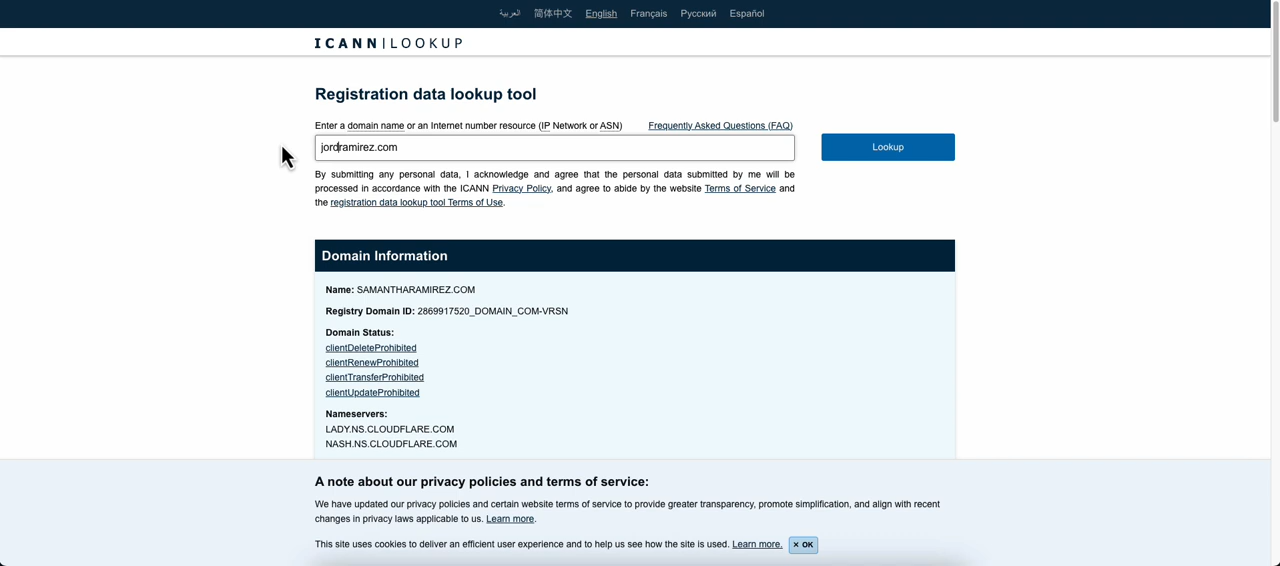 العربية 简体中文 English Français Русский Español
ICANN|LOOKUP
Registration data lookup tool
Enter a domain name or an Internet number resource (IP Network or ASN) Frequently Asked Questions (FAQ)
jordramirez.com
Lookup
By submitting any personal data, I acknowledge and agree that the personal data submitted by me will be
processed in accordance with the ICANN Privacy Policy, and agree to abide by the website Terms of Service and
the registration data lookup tool Terms of Use.
Domain Information
Name: SAMANTHARAMIREZ.COM
Registry Domain ID: 2869917520_DOMAIN_COM-VRSN
Domain Status:
clientDeleteProhibited
clientRenewProhibited
clientTransferProhibited
clientUpdateProhibited
Nameservers:
LADY.NS.CLOUDFLARE.COM
NASH.NS.CLOUDFLARE.COM
A note about our privacy policies and terms of service:
We have updated our privacy policies and certain website terms of service to provide greater transparency, promote simplification, and align with recent
changes in privacy laws applicable to us. Learn more.
This site uses cookies to deliver an efficient user experience and to help us see how the site is used. Learn more. × OK